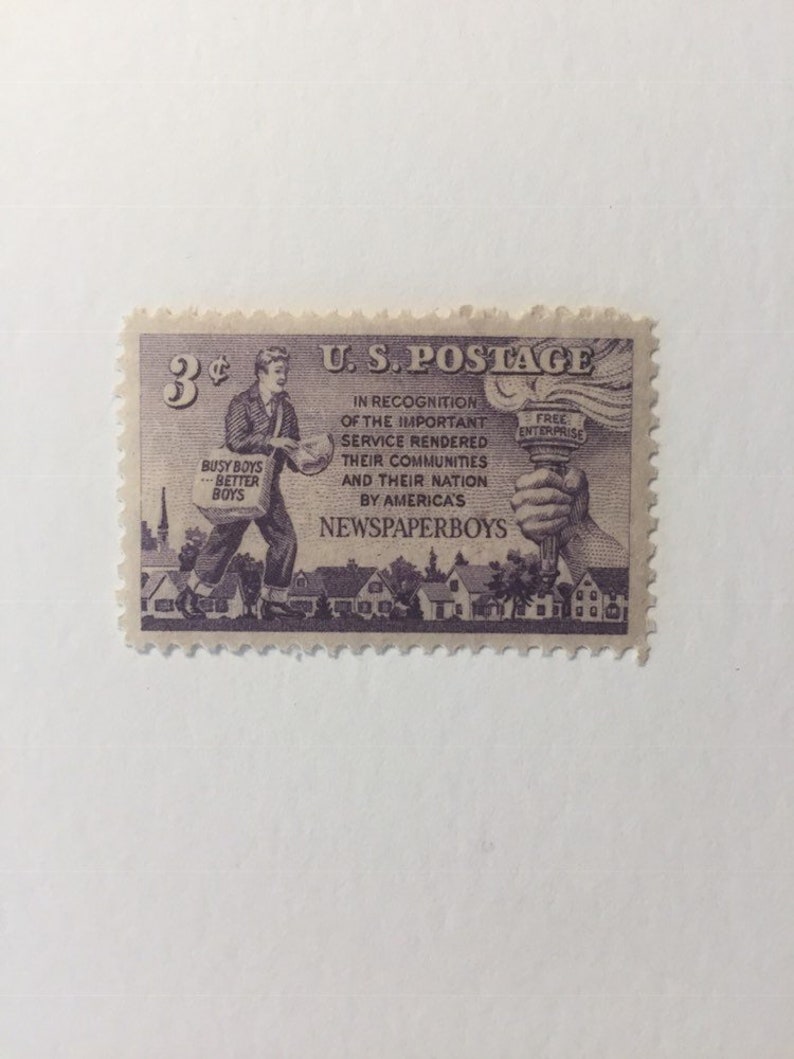 3¢
U. S. POSTAGE
IN RECOGNITION
OF THE IMPORTANT
SERVICE RENDERED
THEIR COMMUNITIES
AND THEIR NATION
BY AMERICA'S
NEWSPAPERBOYS
BUSY BOYS
...BETTER
BOYS
FREE
ENTERPRISE